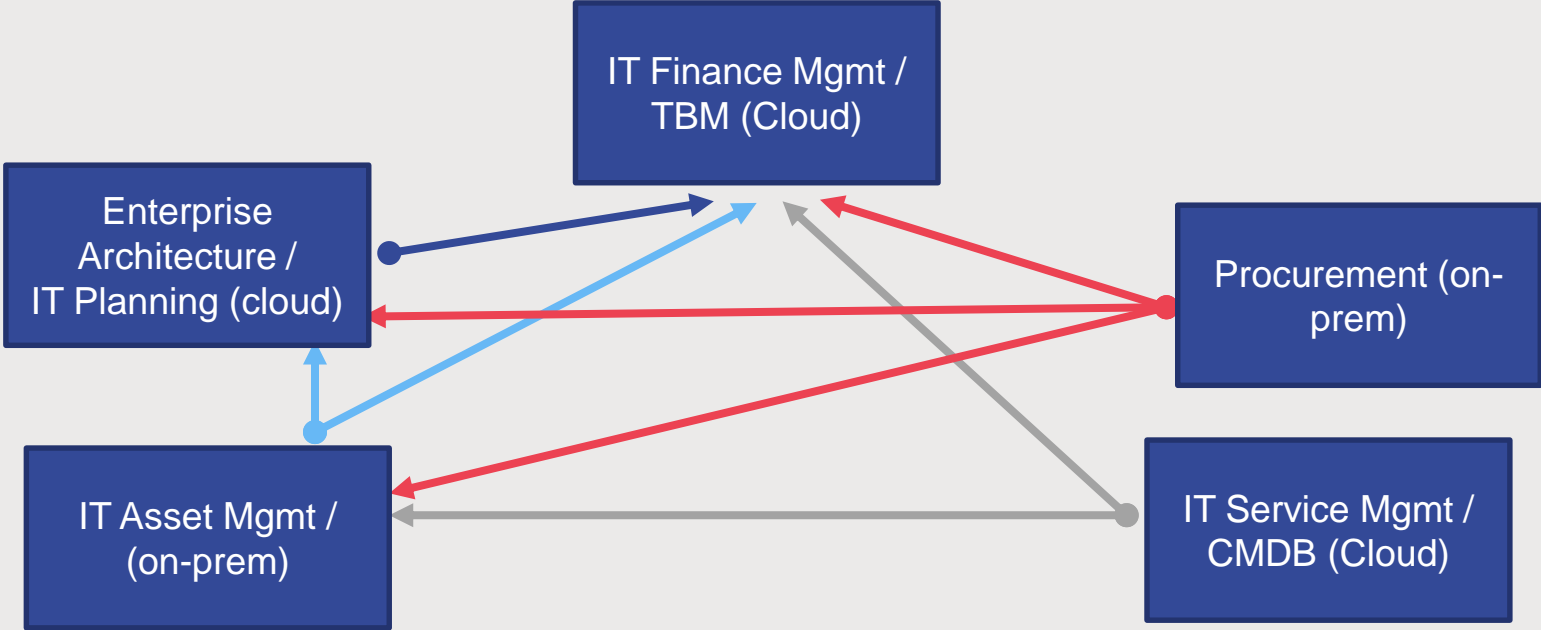 IT Finance Mgmt /
TBM (Cloud)
Enterprise
Architecture /
IT Planning (cloud)
Procurement (on-
prem)
IT Asset Mgmt /
(on-prem)
IT Service Mgmt /
CMDB (Cloud)